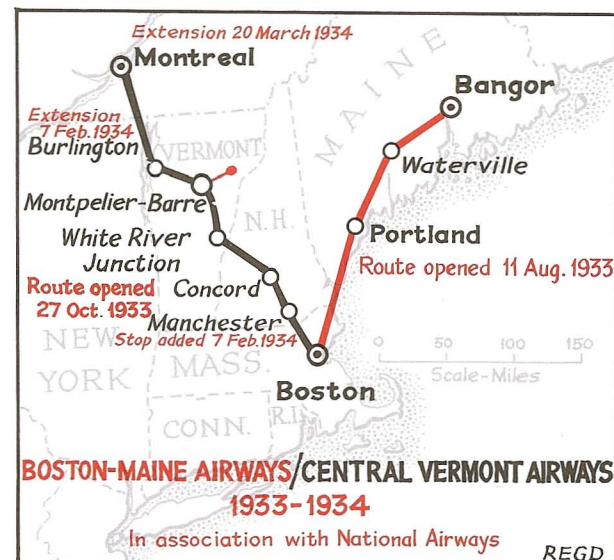 Extension 20 March 1934
Montreal
Bangor
MAINE
Extension
7 Feb. 1934
Burlington
VERMONT
Waterville
Montpelier-Barre
N.H.
White River
Junction
Portland
Route opened 11 Aug. 1933
Route opened
27 Oct. 1933
Concord
Manchester
Stop added 7 Feb. 1934
NEW
YORK
MASS.
0 50 100 150
Scale-Miles
Boston
CONN.
R.I.
BOSTON-MAINE AIRWAYS/CENTRAL VERMONT AIRWAYS
1933-1934
In association with National Airways
REGD